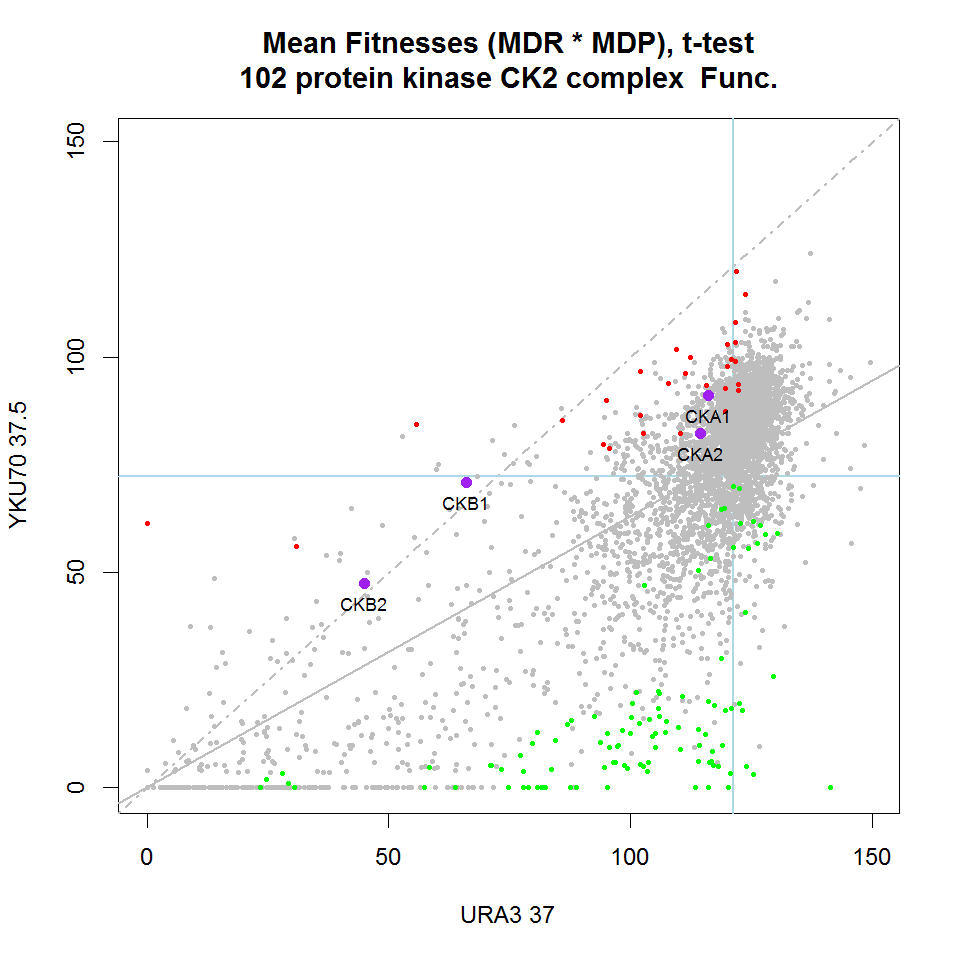 Mean Fitnesses (MDR * MDP), t-test
102 protein kinase CK2 complex  Func.
150
100
50
0
YKU70 37.5
CKA1
CKA2
CKB1
CKB2
0
50
100
150
URA3 37